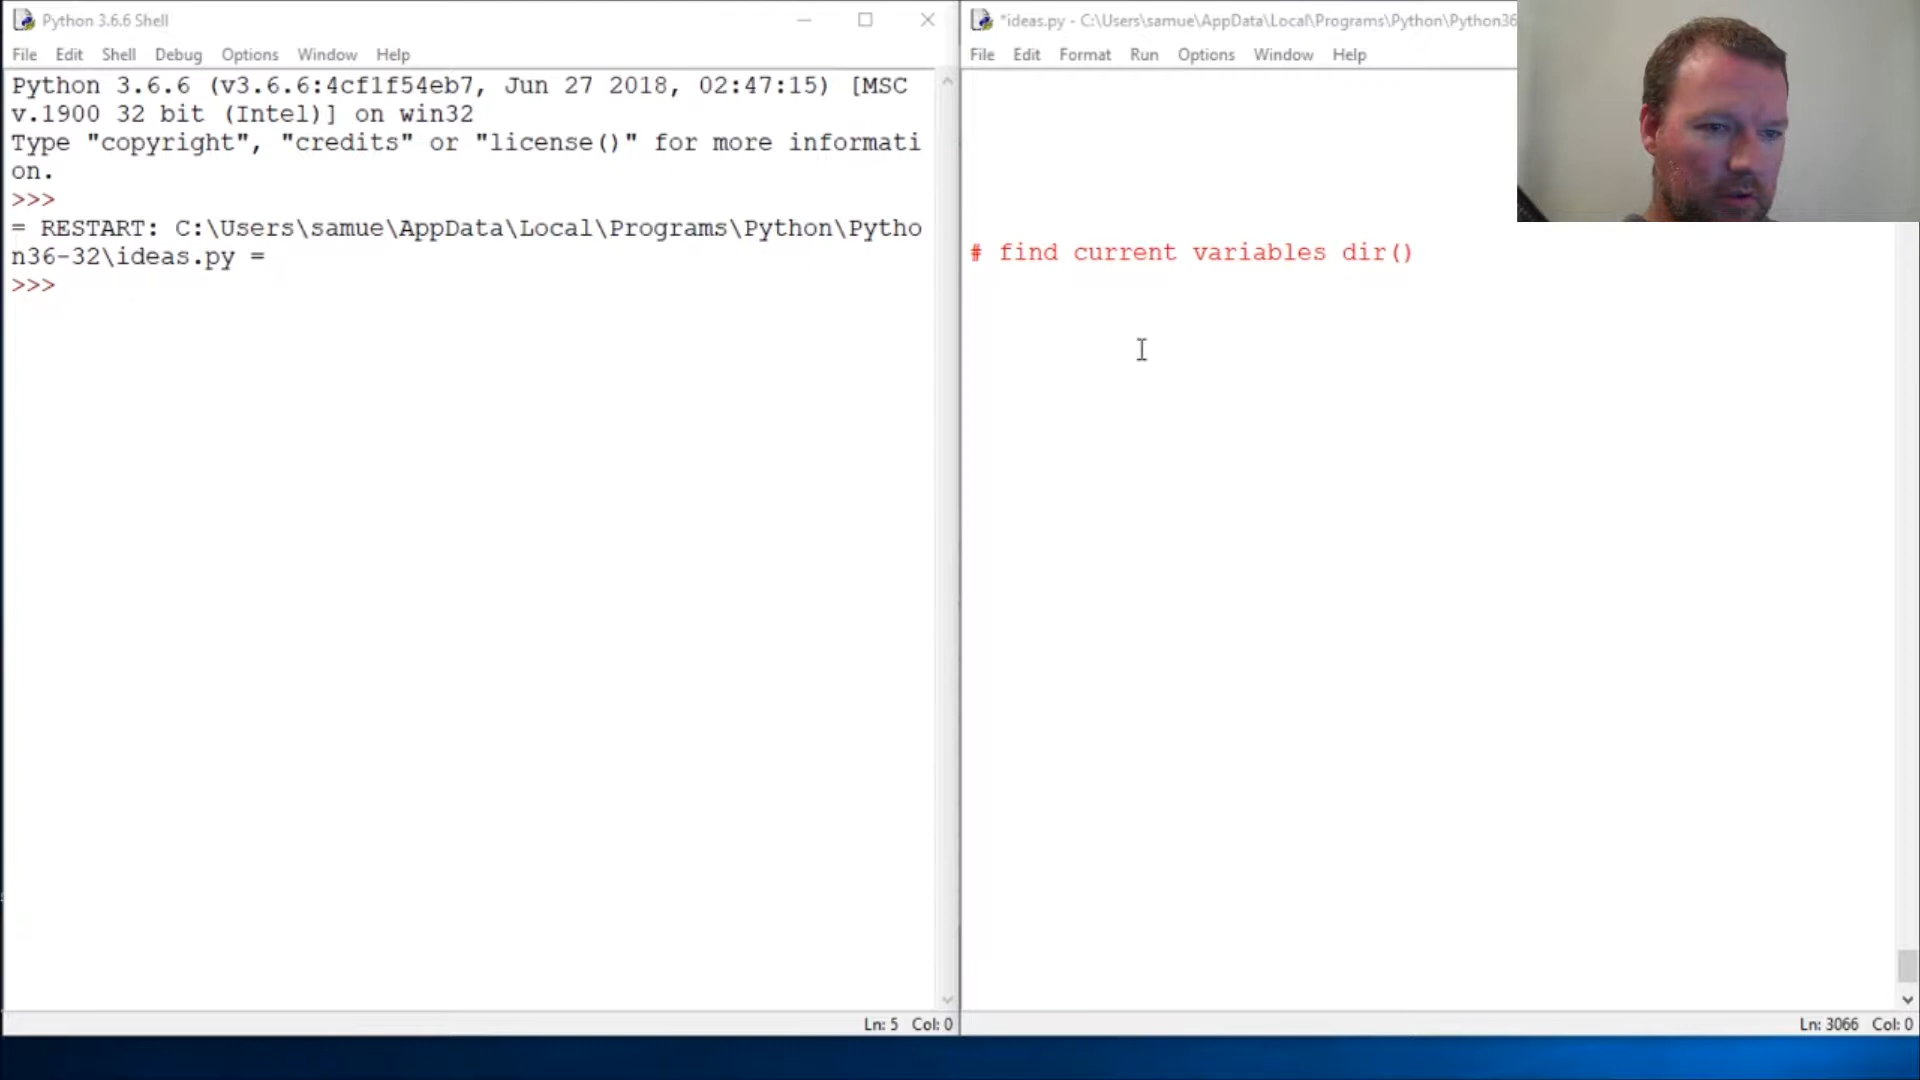 Python 3.6.6 Shell
File Edit Shell Debug Options Window Help
Python 3.6.6 (v3.6.6:4cf1f54eb7, Jun 27 2018, 02:47:15) [MSC
v.1900 32 bit (Intel)] on win32
Type "copyright", "credits" or "license()" for more informati
on.
>>>
= RESTART: C:\Users\samue\AppData\Local\Programs\Python\Pytho
n36-32\ideas.py =
>>>
Ln: 5 Col: 0
*ideas.py - C:\Users\samue\AppData\Local\Programs\Python\Python36
File Edit Format Run Options Window Help
# find current variables dir()
Ln: 3066 Col: 0